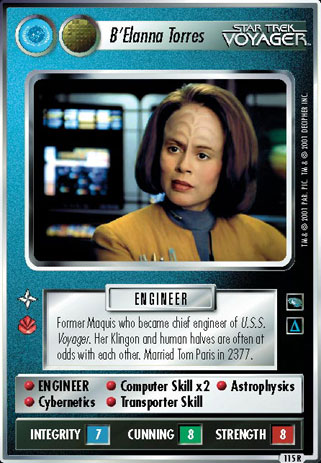 B'Elanna Torres
STAR TREK
VOYAGER™
TM & © 2001 PAR. PIC. TM & © 2001 DECIPHER INC.
ENGINEER
Former Maquis who became chief engineer of U.S.S.
Voyager. Her Klingon and human halves are often at
odds with each other. Married Tom Paris in 2377.
ENGINEER Computer Skill x2 Astrophysics
Cybernetics Transporter Skill
INTEGRITY 7 CUNNING 8 STRENGTH 8
115 R